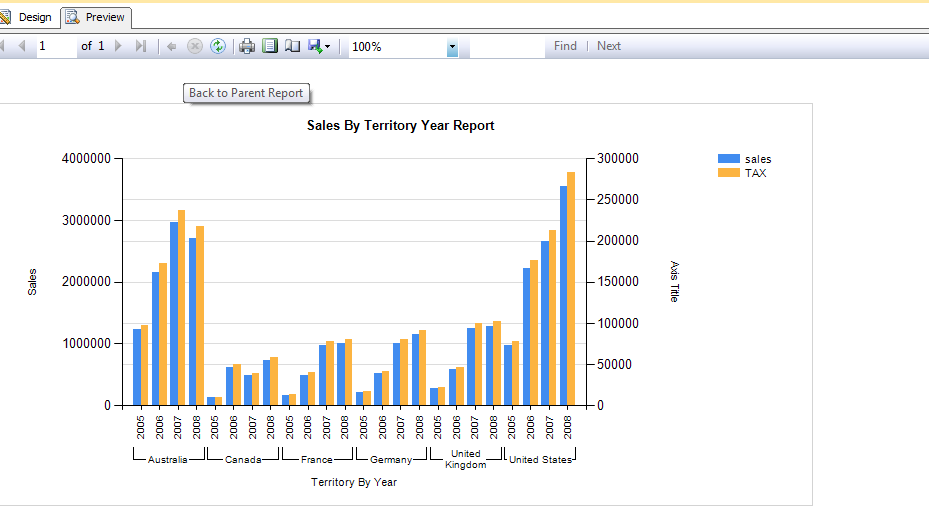 Design Preview
1 of 1 100% Find | Next
Back to Parent Report
Sales By Territory Year Report
4000000
3000000
2000000
1000000
0
Sales
300000
250000
200000
150000
100000
50000
0
Axis Title
sales
TAX
2005 2006 2007 2008 2005 2006 2007 2008 2005 2006 2007 2008 2005 2006 2007 2008 2005 2006 2007 2008 2005 2006 2007 2008
Australia Canada France Germany United Kingdom United States
Territory By Year